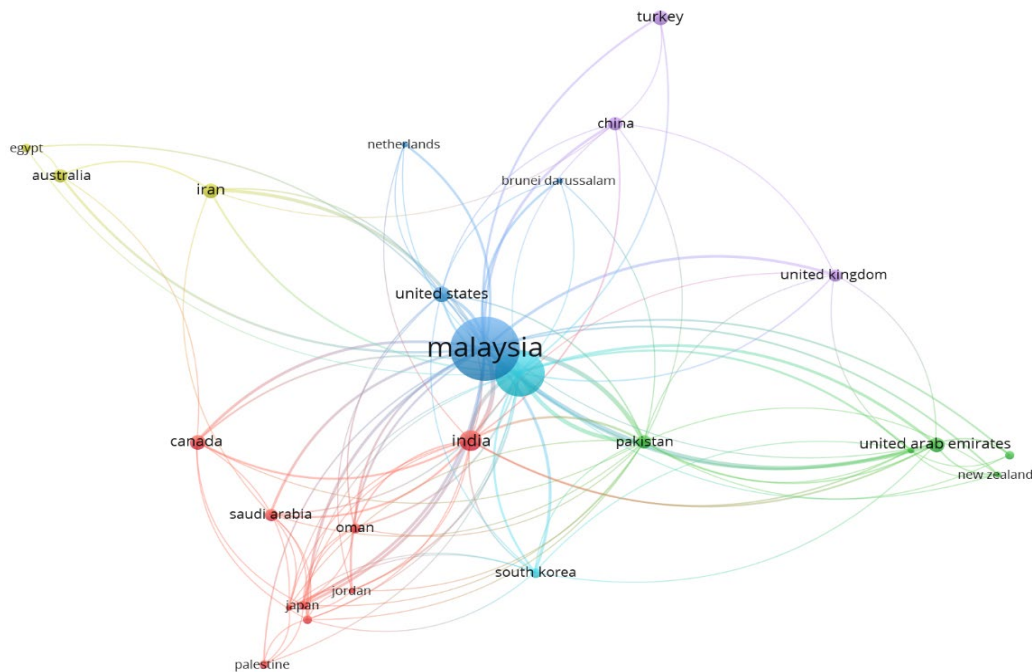 turkey
china
netherlands
egypt
australia
brunei darussalam
iran
united kingdom
united states
malaysia
canada
india
pakistan
united arab emirates
new zealand
saudi arabia
oman
south korea
jordan
japan
palestine